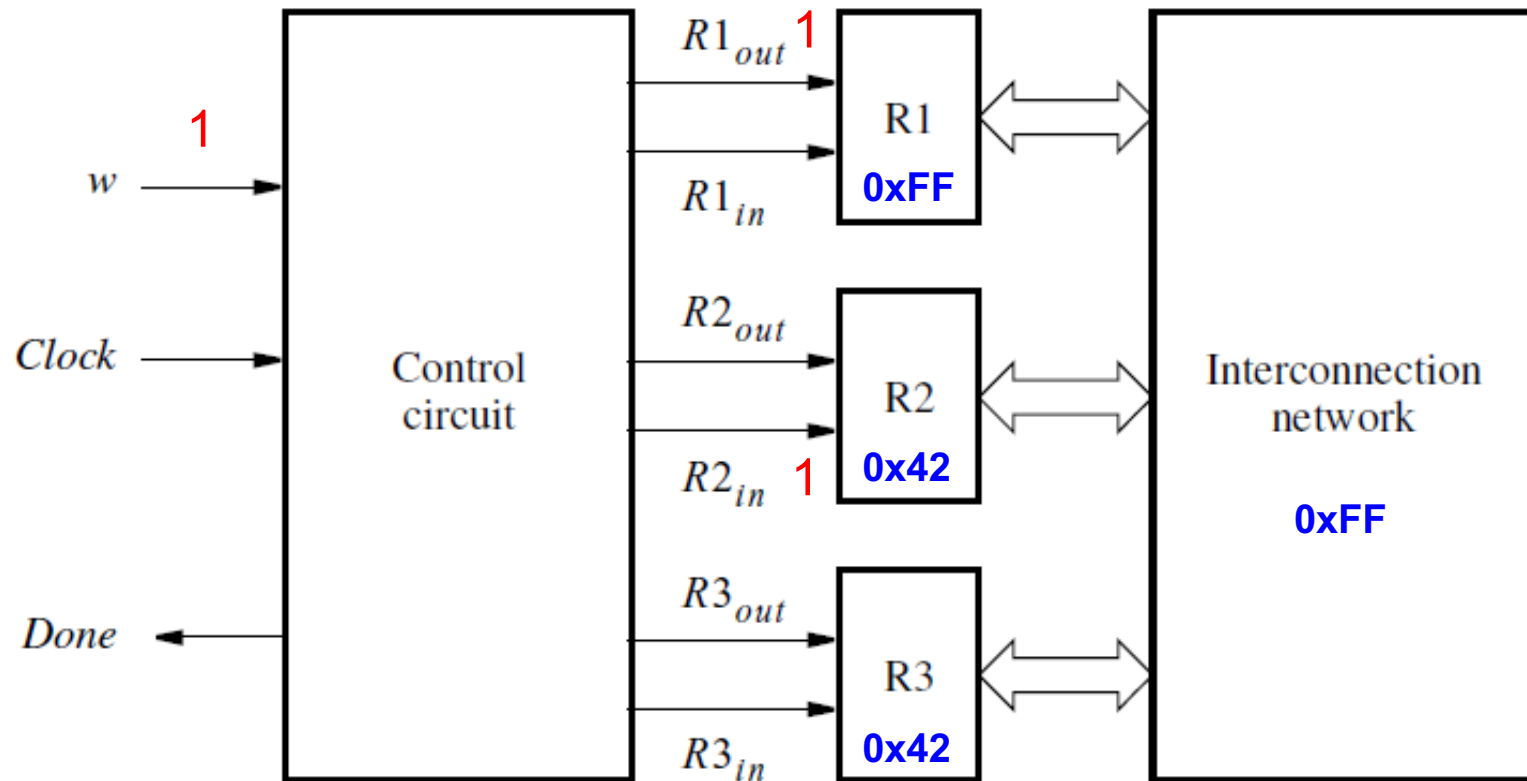 R1out 1
1
w
R1
R1in
0xFF
R2out
Clock
Control
circuit
R2
Interconnection
network
R2in 1
0x42
0xFF
R3out
Done
R3
R3in
0x42